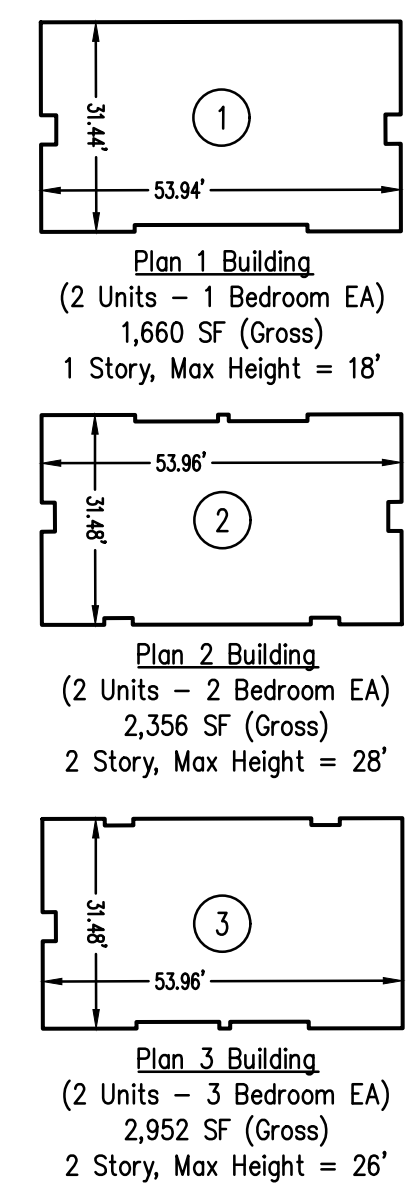 1
31.44'
53.94'
Plan 1 Building
(2 Units - 1 Bedroom EA)
1,660 SF (Gross)
1 Story, Max Height = 18'
53.96'
31.48'
2
Plan 2 Building
(2 Units - 2 Bedroom EA)
2,356 SF (Gross)
2 Story, Max Height = 28'
31.48'
3
53.96'
Plan 3 Building
(2 Units - 3 Bedroom EA)
2,952 SF (Gross)
2 Story, Max Height = 26'